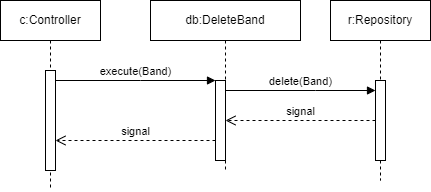 c:Controller
db:DeleteBand
r:Repository
execute(Band)
delete(Band)
signal
signal